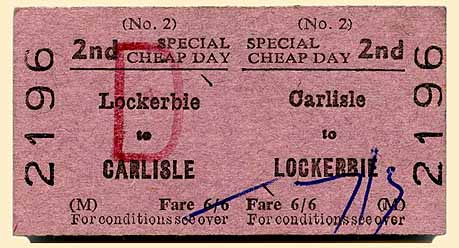 (No. 2) (No. 2)
2nd SPECIAL CHEAP DAY SPECIAL CHEAP DAY 2nd
2196
D
Lockerbie
to
CARLISLE
(M) Fare 6/6
For conditions see over
Carlisle
to
LOCKERBIE
Fare 6/6 (M)
For conditions see over
2196